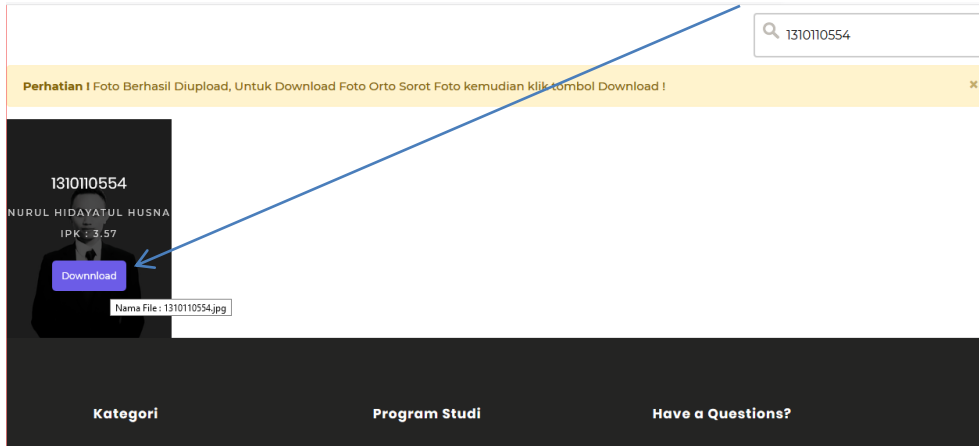 1310110554
Perhatian ! Foto Berhasil Diupload, Untuk Download Foto Orto Sorot Foto kemudian klik tombol Download !
×
1310110554
NURUL HIDAYATUL HUSNA
IPK : 3.57
Downnload
Nama File : 1310110554.jpg
Kategori
Program Studi
Have a Questions?